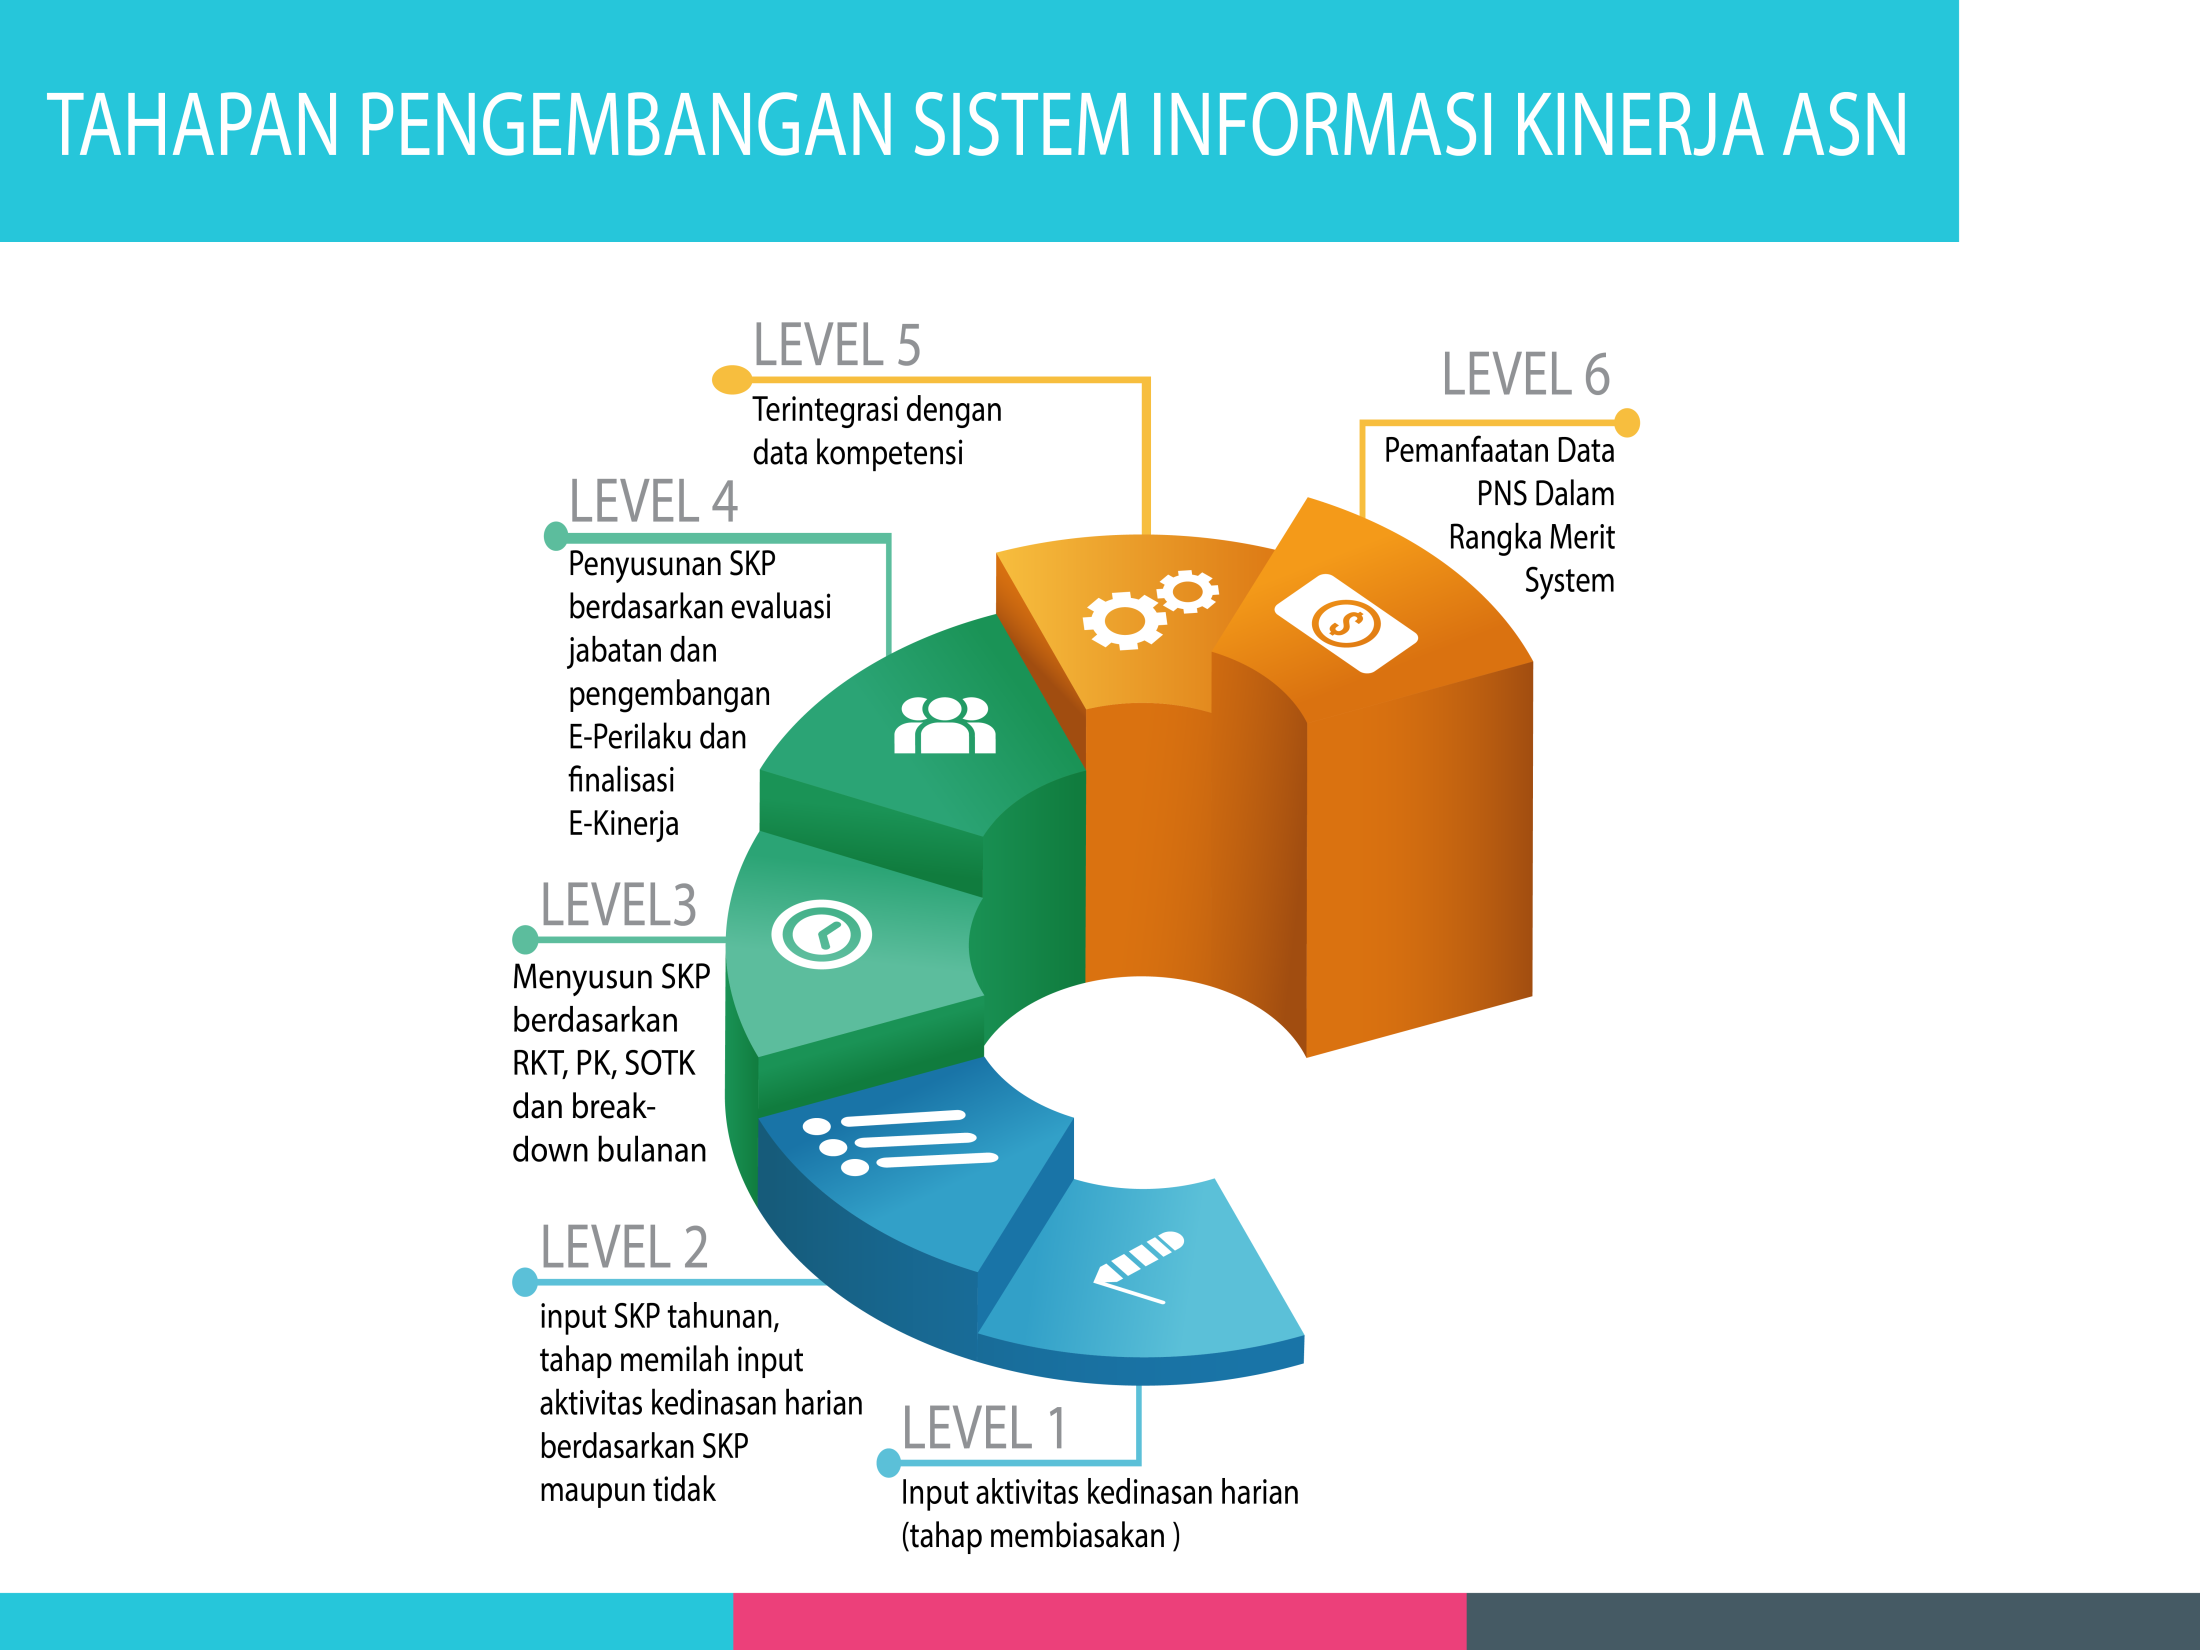 TAHAPAN PENGEMBANGAN SISTEM INFORMASI KINERJA ASN
LEVEL 5
Terintegrasi dengan
data kompetensi
LEVEL 6
Pemanfaatan Data
PNS Dalam
Rangka Merit
System
LEVEL 4
Penyusunan SKP
berdasarkan evaluasi
jabatan dan
pengembangan
E-Perilaku dan
finalisasi
E-Kinerja
LEVEL3
Menyusun SKP
berdasarkan
RKT, PK, SOTK
dan break-
down bulanan
LEVEL 2
input SKP tahunan,
tahap memilah input
aktivitas kedinasan harian
berdasarkan SKP
maupun tidak
LEVEL 1
Input aktivitas kedinasan harian
(tahap membiasakan )